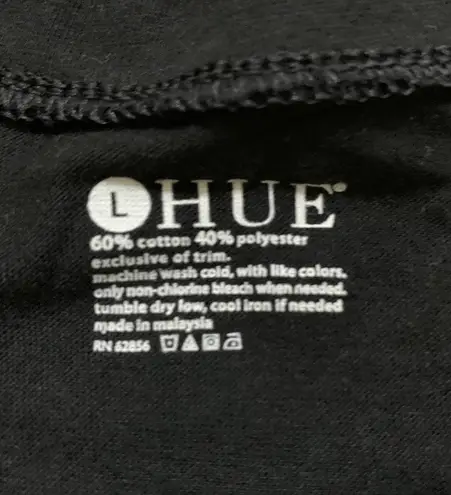 L HUE
60% cotton 40% polyester
exclusive of trim.
machine wash cold, with like colors.
only non-chlorine bleach when needed.
tumble dry low, cool iron if needed
made in malaysia
RN 62856